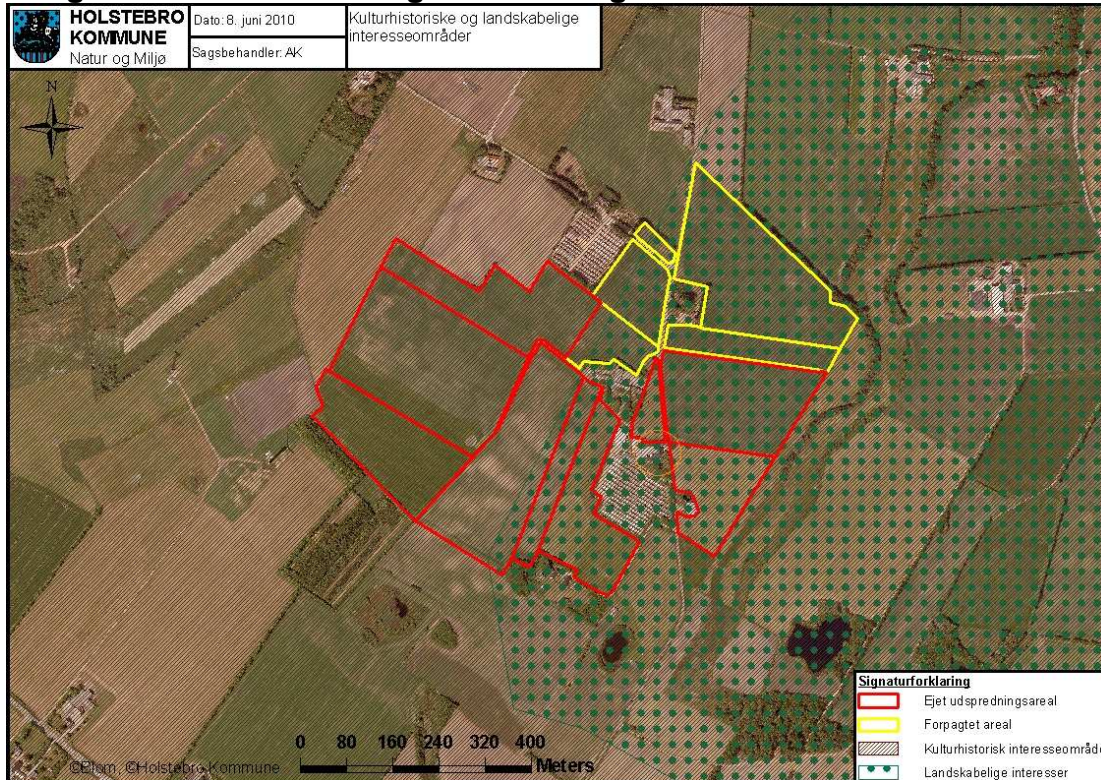 HOLSTEBRO
KOMMUNE
Natur og Miljø
Dato: 8. juni 2010
Sagsbehandler: AK
Kulturhistoriske og landskabelige
interesseområder
N
0 80 160 240 320 400
Meters
©Blom, ©Holstebro Kommune
Signaturforklaring
Ejet udspredningsareal
Forpagtet areal
Kulturhistorisk interesseområde
Landskabelige interesser